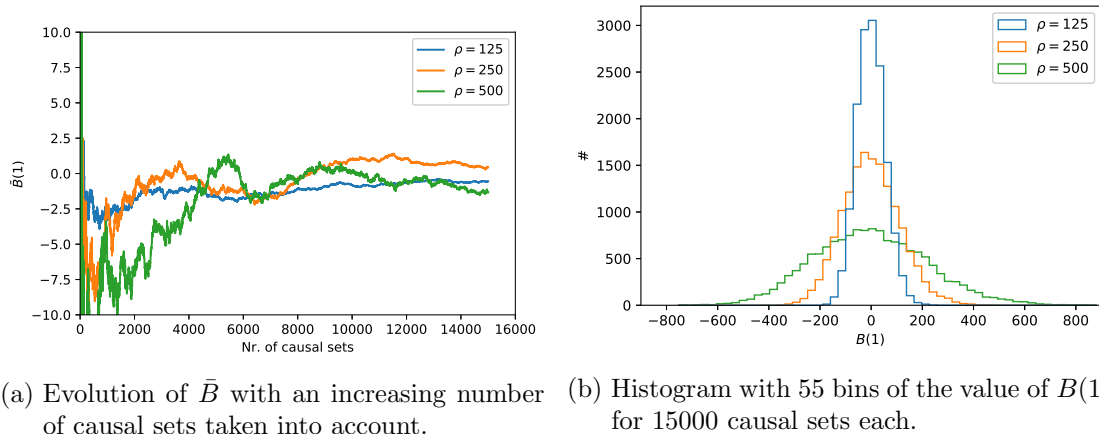 10.0
7.5
5.0
2.5
0.0
−2.5
−5.0
−7.5
−10.0
B̄(1)
0 2000 4000 6000 8000 10000 12000 14000 16000
Nr. of causal sets
ρ = 125
ρ = 250
ρ = 500
3000
2500
2000
1500
1000
500
0
#
−800 −600 −400 −200 0 200 400 600 800
B(1)
ρ = 125
ρ = 250
ρ = 500
(a) Evolution of B̄ with an increasing number
of causal sets taken into account.
(b) Histogram with 55 bins of the value of B(1
for 15000 causal sets each.